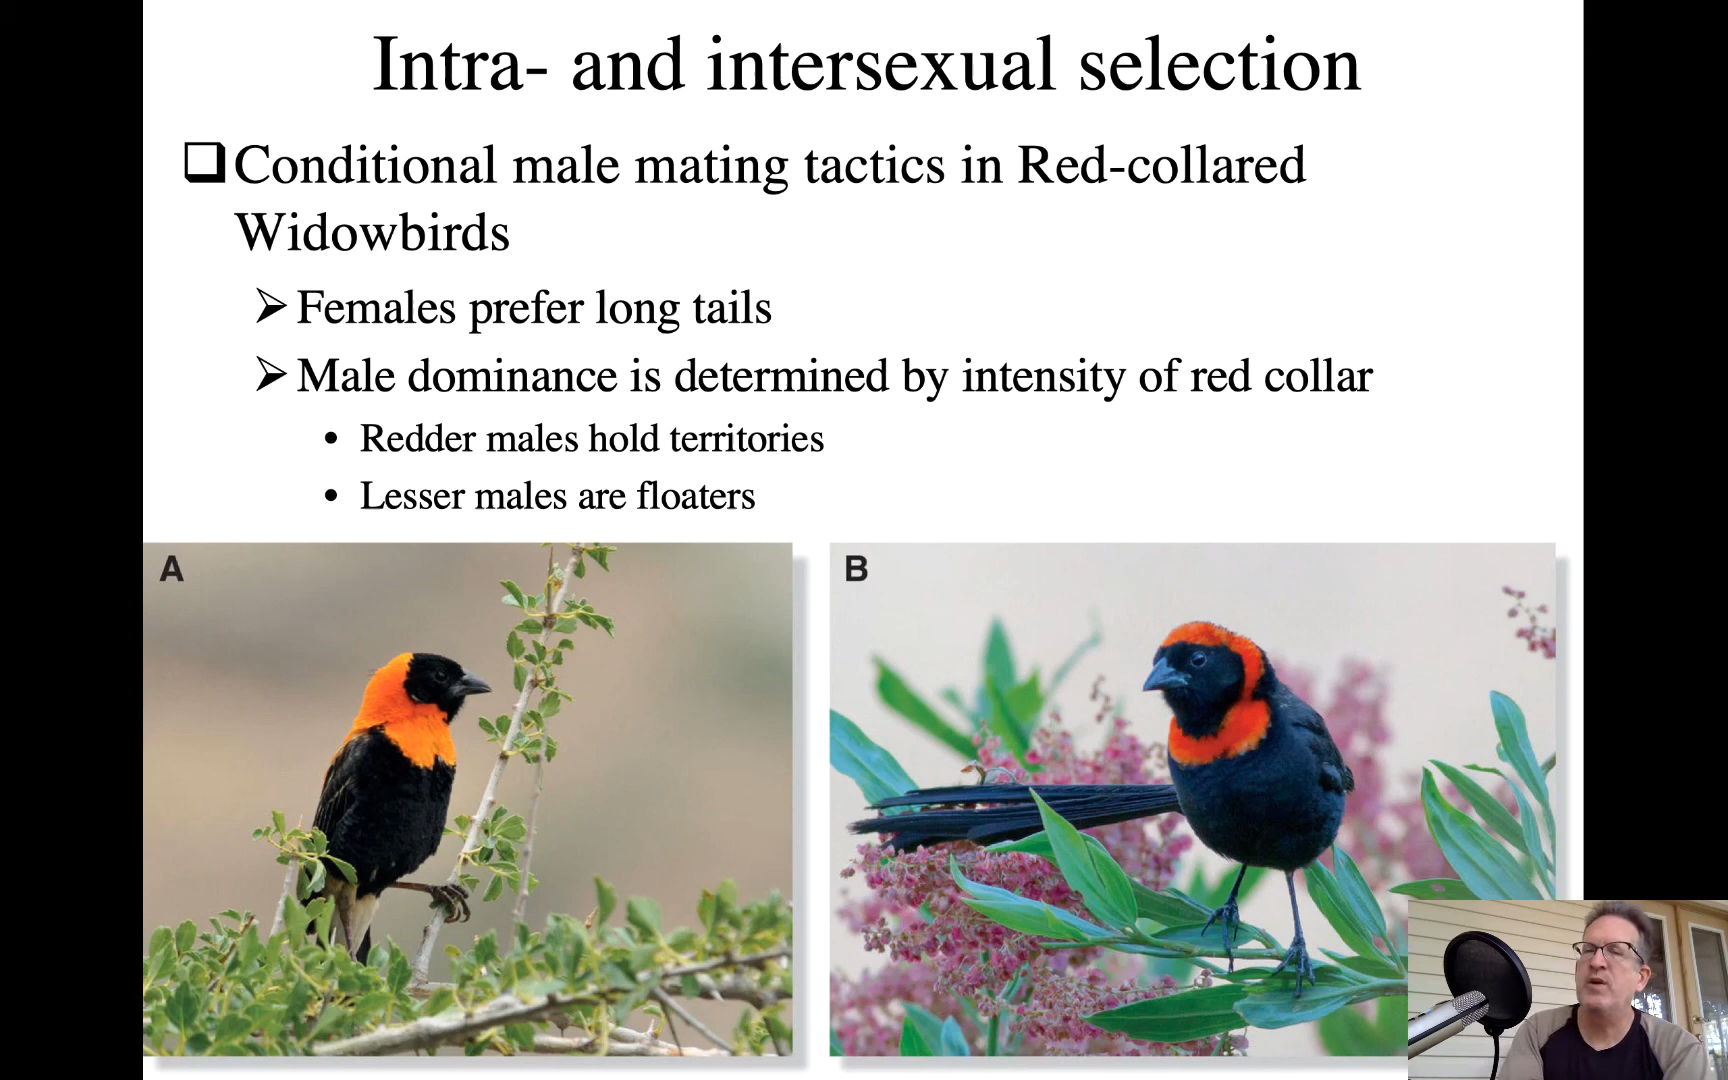 Intra- and intersexual selection
Conditional male mating tactics in Red-collared
Widowbirds
Females prefer long tails
Male dominance is determined by intensity of red collar
• Redder males hold territories
• Lesser males are floaters
A
B